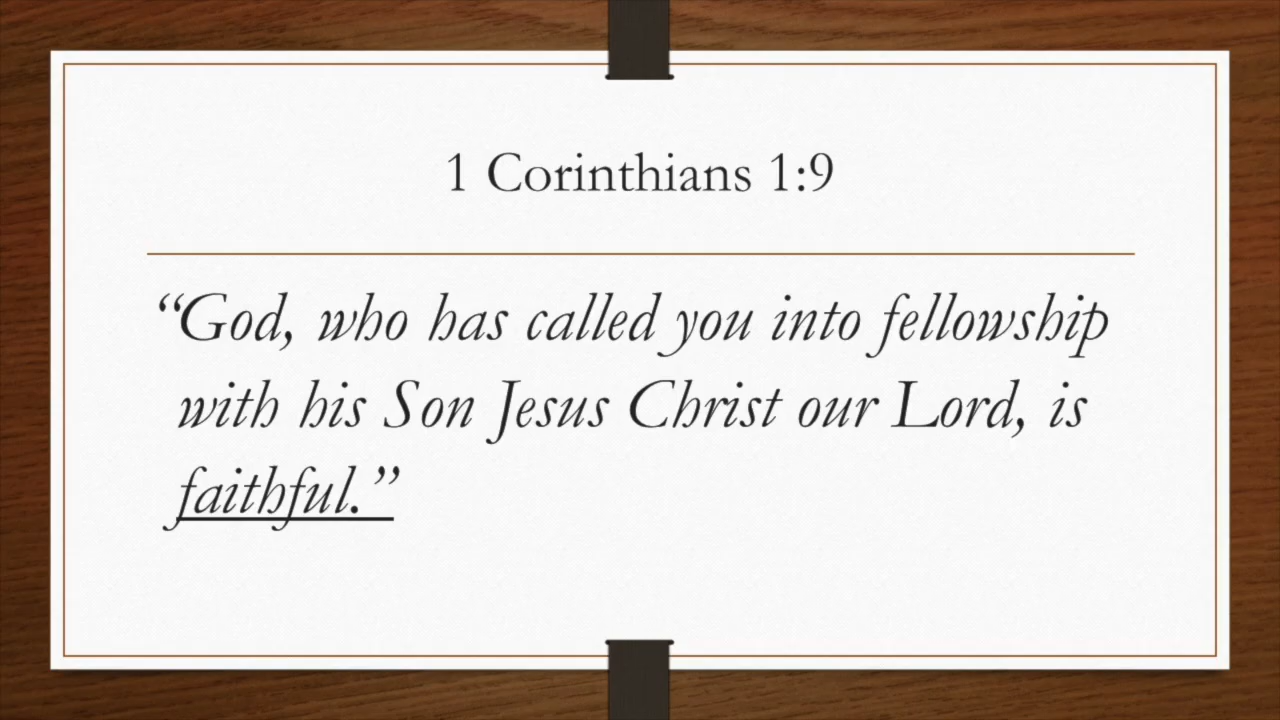 1 Corinthians 1:9
“God, who has called you into fellowship
with his Son Jesus Christ our Lord, is
faithful.”